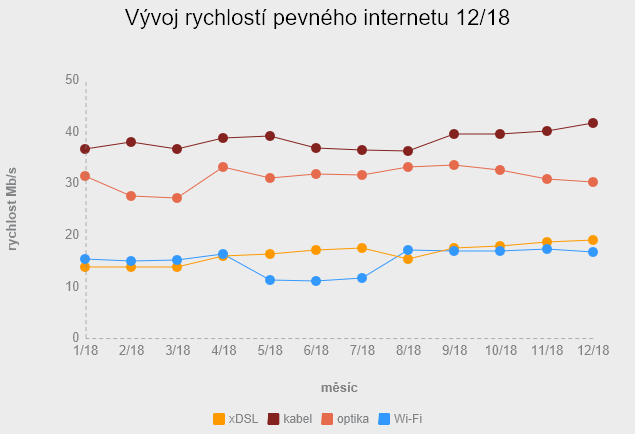 Vývoj rychlostí pevného internetu 12/18
50
40
30
20
10
0
rychlost Mb/s
1/18 2/18 3/18 4/18 5/18 6/18 7/18 8/18 9/18 10/18 11/18 12/18
měsíc
xDSL kabel optika Wi-Fi